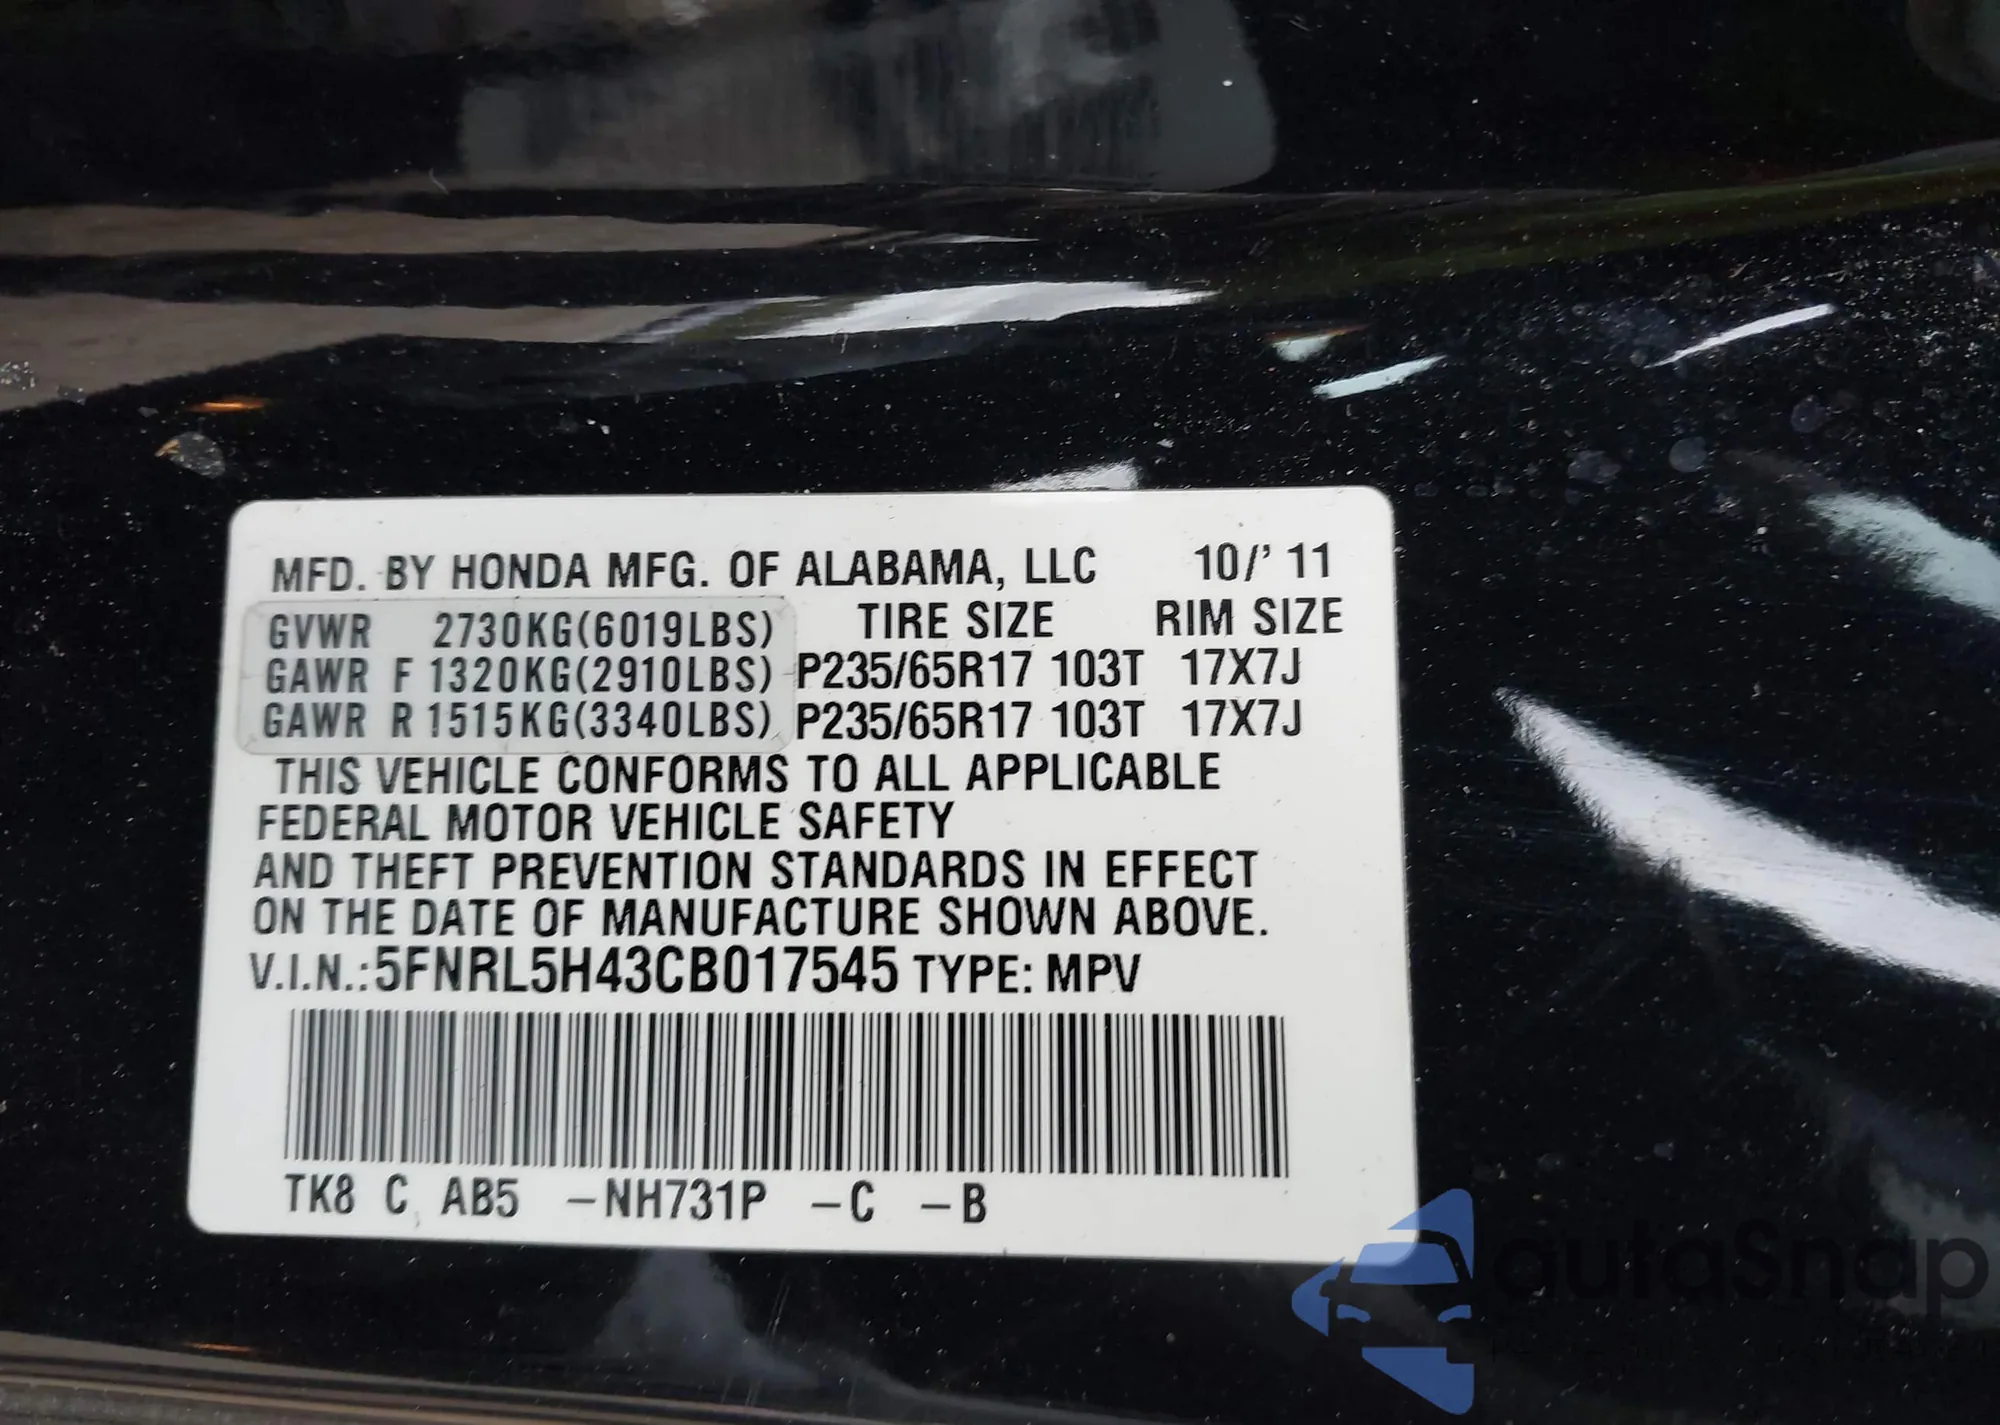 MFD. BY HONDA MFG. OF ALABAMA, LLC 10/' 11
GVWR 2730KG(6019LBS) TIRE SIZE RIM SIZE
GAWR F 1320KG(2910LBS) P235/65R17 103T 17X7J
GAWR R 1515KG(3340LBS) P235/65R17 103T 17X7J
THIS VEHICLE CONFORMS TO ALL APPLICABLE
FEDERAL MOTOR VEHICLE SAFETY
AND THEFT PREVENTION STANDARDS IN EFFECT
ON THE DATE OF MANUFACTURE SHOWN ABOVE.
V.I.N.:5FNRL5H43CB017545 TYPE: MPV
TK8 C AB5 -NH731P -C -B
autaSnap